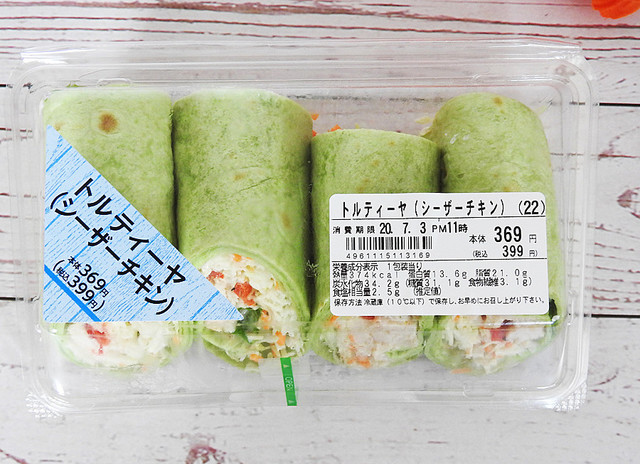 トルティーヤ
(シーザーチキン)
本体 369円
(税込 399円)
トルティーヤ(シーザーチキン) (22)
消費期限 20. 7. 3 PM11時
本体 369 円
(税込) 399 円
4961115113169
栄養成分表示 1包装当り
熱量374kcal 蛋白質13.6g 脂質21.0g
炭水化物34.2g(糖質31.1g 食物繊維3.1g)
食塩相当量2.5g (推定値)
保存方法 冷蔵庫(10℃以下)で保存し、お早めにお召し上がり下さい。
OPEN